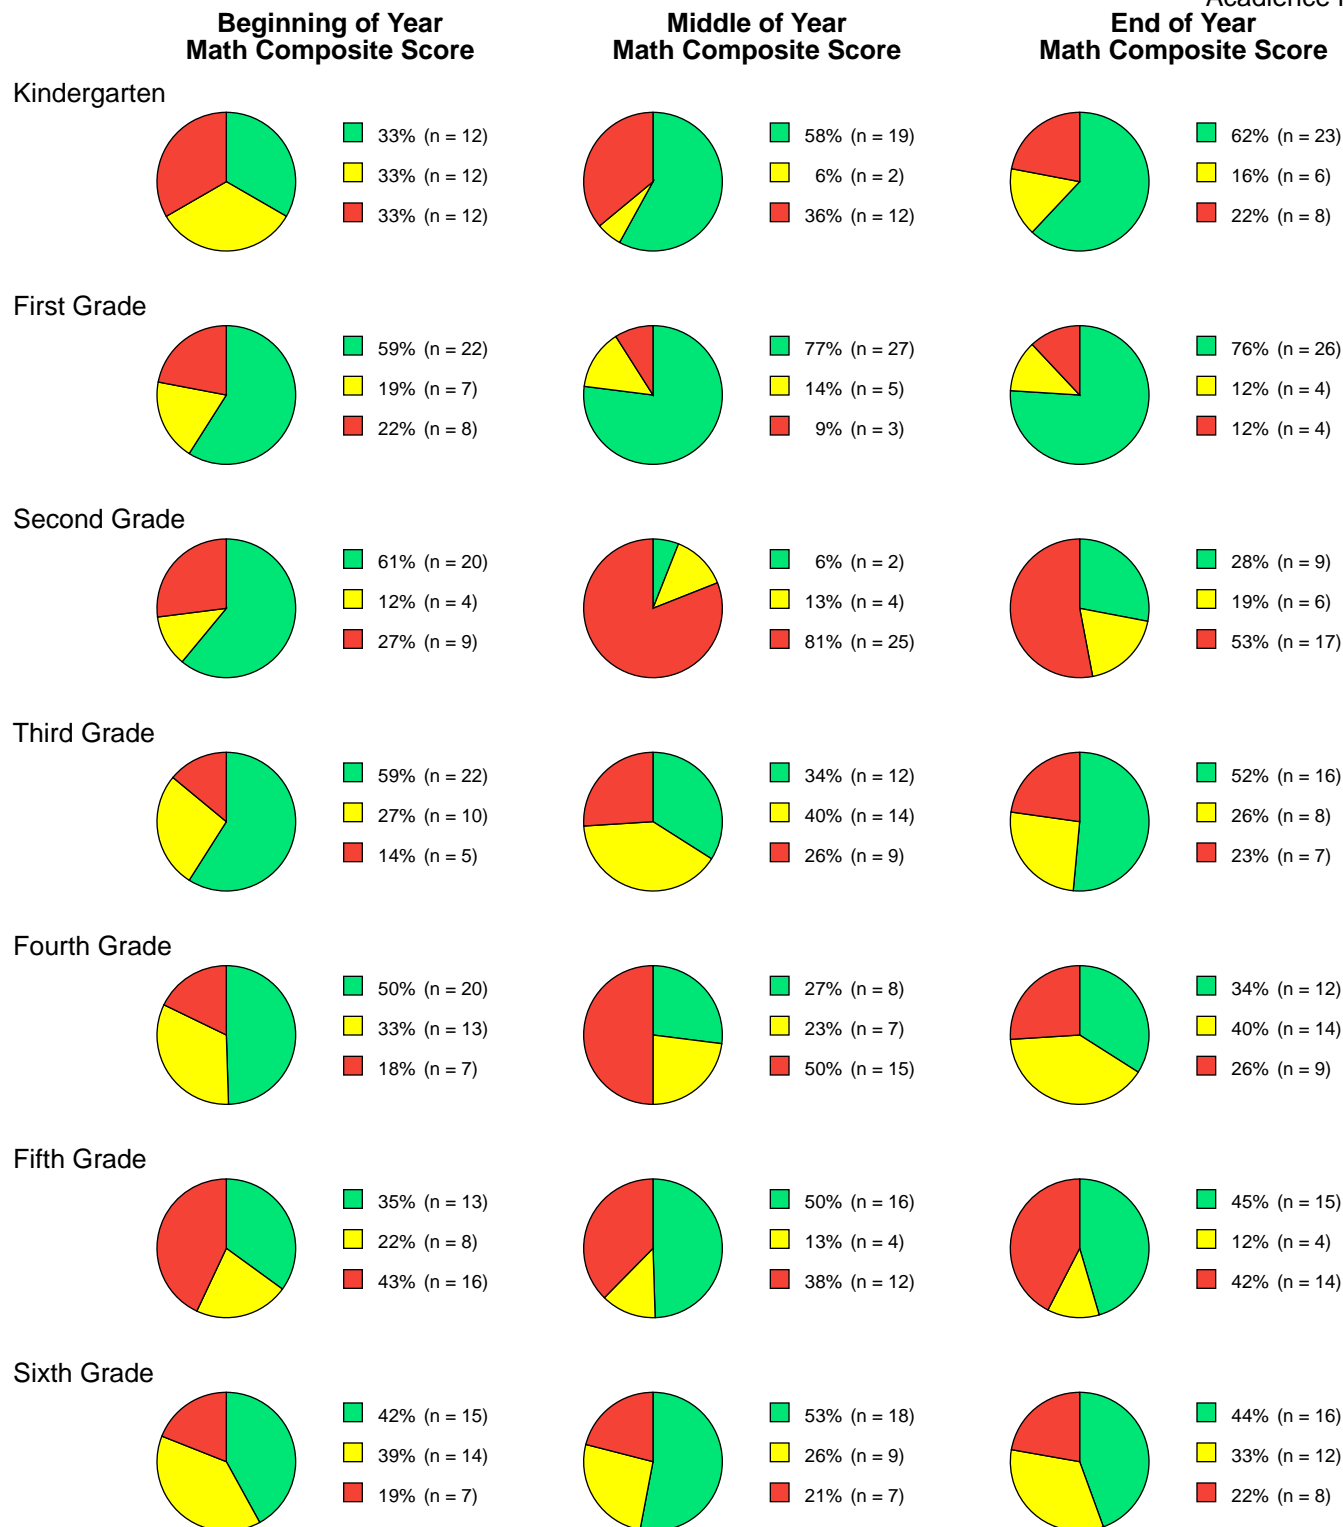 Acadience
Beginning of Year Middle of Year End of Year
Math Composite Score Math Composite Score Math Composite Score
Kindergarten
33% (n = 12) 58% (n = 19) 62% (n = 23)
33% (n = 12) 6% (n = 2) 16% (n = 6)
33% (n = 12) 36% (n = 12) 22% (n = 8)
First Grade
59% (n = 22) 77% (n = 27) 76% (n = 26)
19% (n = 7) 14% (n = 5) 12% (n = 4)
22% (n = 8) 9% (n = 3) 12% (n = 4)
Second Grade
61% (n = 20) 6% (n = 2) 28% (n = 9)
12% (n = 4) 13% (n = 4) 19% (n = 6)
27% (n = 9) 81% (n = 25) 53% (n = 17)
Third Grade
59% (n = 22) 34% (n = 12) 52% (n = 16)
27% (n = 10) 40% (n = 14) 26% (n = 8)
14% (n = 5) 26% (n = 9) 23% (n = 7)
Fourth Grade
50% (n = 20) 27% (n = 8) 34% (n = 12)
33% (n = 13) 23% (n = 7) 40% (n = 14)
18% (n = 7) 50% (n = 15) 26% (n = 9)
Fifth Grade
35% (n = 13) 50% (n = 16) 45% (n = 15)
22% (n = 8) 13% (n = 4) 12% (n = 4)
43% (n = 16) 38% (n = 12) 42% (n = 14)
Sixth Grade
42% (n = 15) 53% (n = 18) 44% (n = 16)
39% (n = 14) 26% (n = 9) 33% (n = 12)
19% (n = 7) 21% (n = 7) 22% (n = 8)